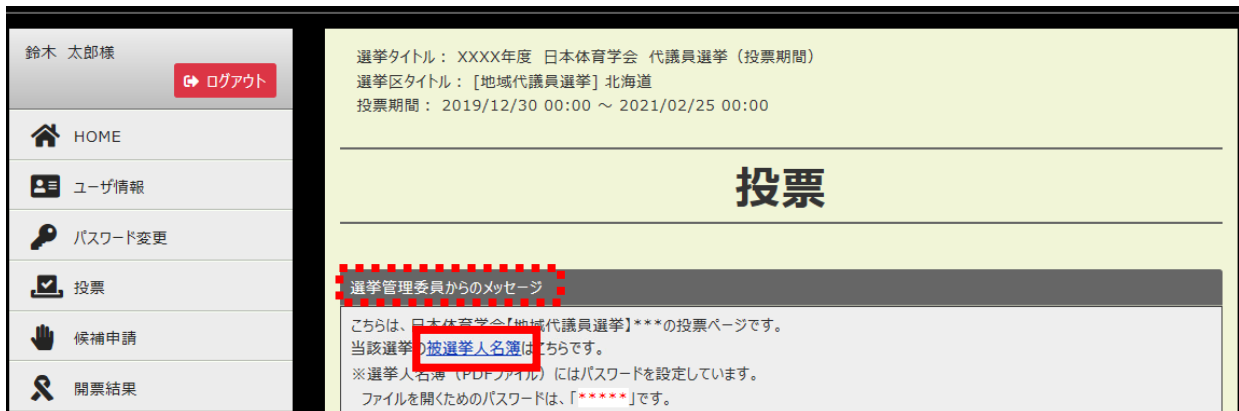 鈴木 太郎様
ログアウト
HOME
ユーザ情報
パスワード変更
投票
候補申請
開票結果
選挙タイトル： XXXX年度 日本体育学会 代議員選挙（投票期間）
選挙区タイトル： [地域代議員選挙] 北海道
投票期間： 2019/12/30 00:00 ～ 2021/02/25 00:00
投票
選挙管理委員からのメッセージ
こちらは、日本体育学会【地域代議員選挙】***の投票ページです。
当該選挙の被選挙人名簿はこちらです。
※選挙人名簿（PDFファイル）にはパスワードを設定しています。
ファイルを開くためのパスワードは、「*****」です。